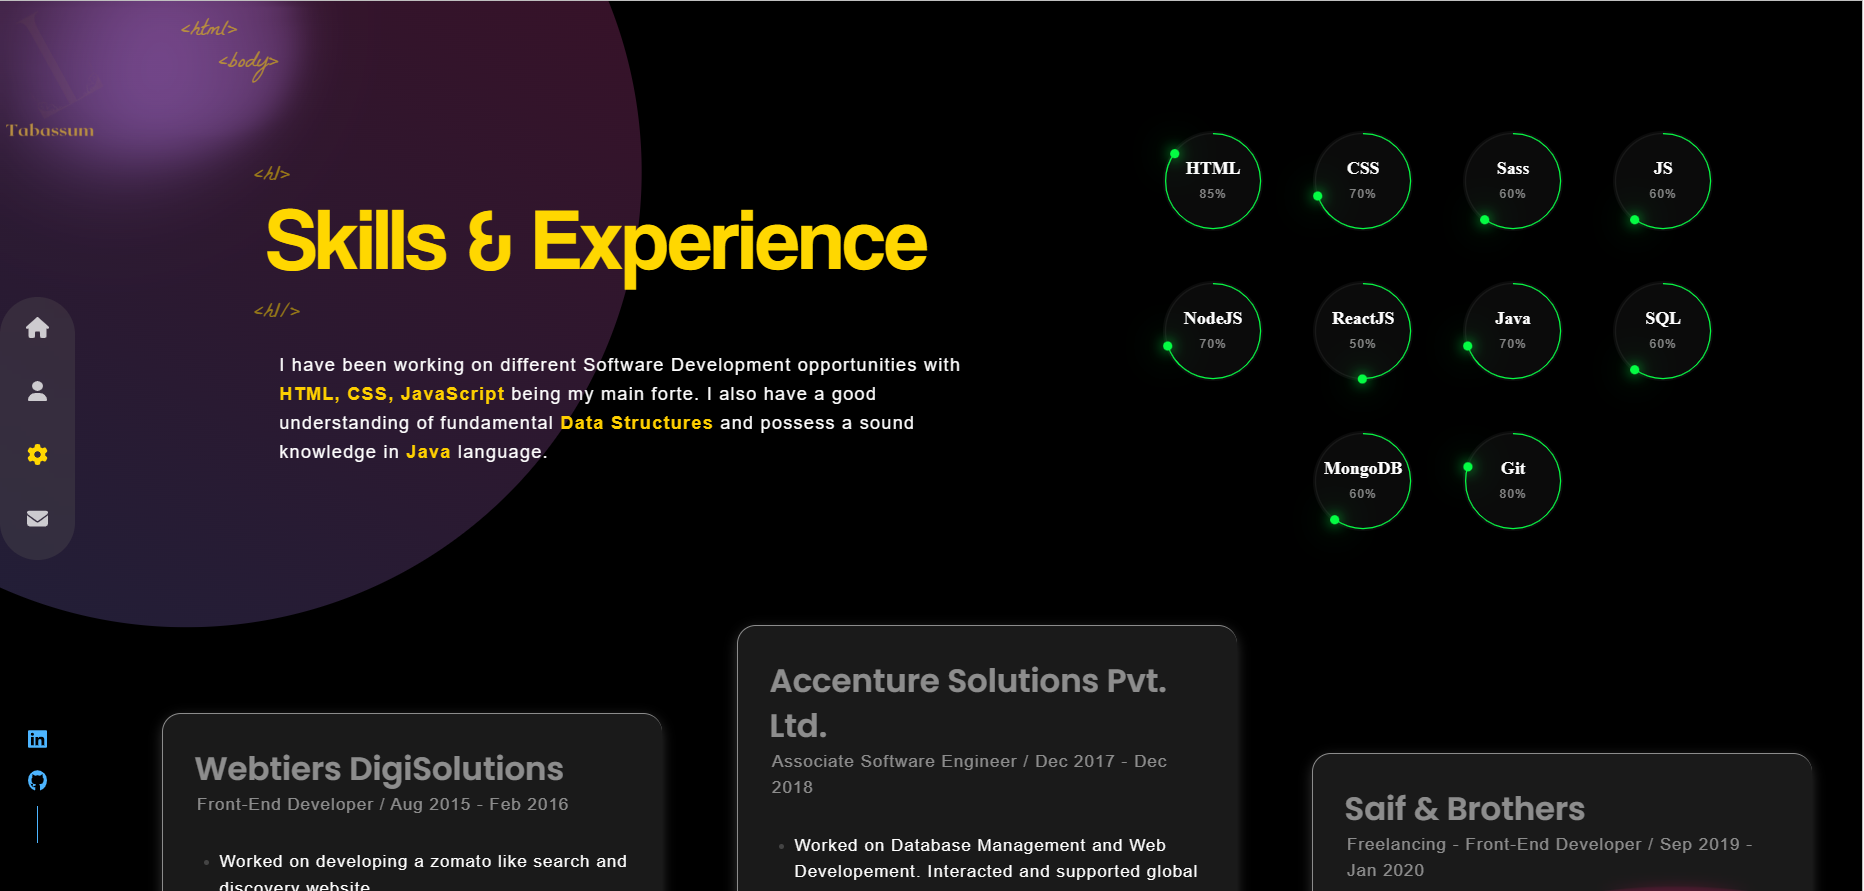 <html>
<body>
Tabassum
<h1>
Skills & Experience
<h1/>
I have been working on different Software Development opportunities with
HTML, CSS, JavaScript being my main forte. I also have a good
understanding of fundamental Data Structures and possess a sound
knowledge in Java language.
HTML
85%
CSS
70%
Sass
60%
JS
60%
NodeJS
70%
ReactJS
50%
Java
70%
SQL
60%
MongoDB
60%
Git
80%
Webtiers DigiSolutions
Front-End Developer / Aug 2015 - Feb 2016
Worked on developing a zomato like search and
discovery website.
Accenture Solutions Pvt.
Ltd.
Associate Software Engineer / Dec 2017 - Dec
2018
Worked on Database Management and Web
Developement. Interacted and supported global
Saif & Brothers
Freelancing - Front-End Developer / Sep 2019 -
Jan 2020